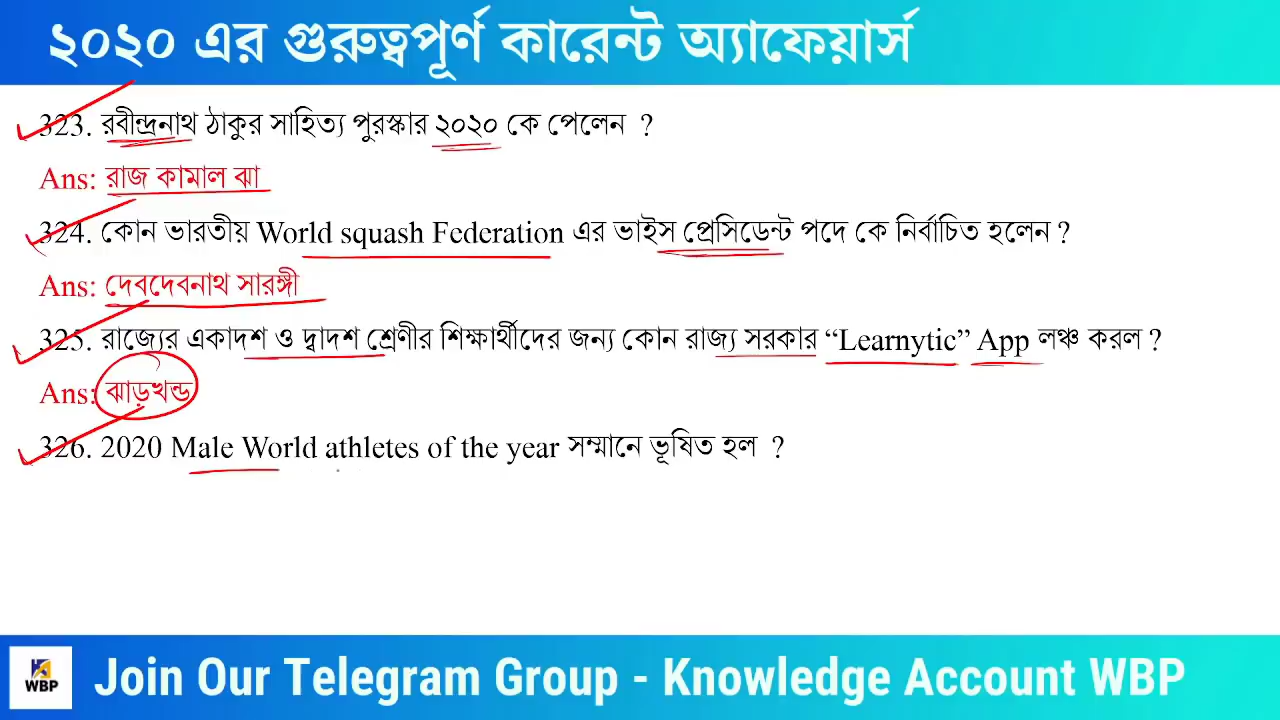 ২০২০ এর গুরুত্বপূর্ণ কারেন্ট অ্যাফেয়ার্স
323. রবীন্দ্রনাথ ঠাকুর সাহিত্য পুরস্কার ২০২০ কে পেলেন ?
Ans: রাজ কামাল ঝা
324. কোন ভারতীয় World squash Federation এর ভাইস প্রেসিডেন্ট পদে কে নির্বাচিত হলেন ?
Ans: দেবদেবনাথ সারঙ্গী
325. রাজ্যের একাদশ ও দ্বাদশ শ্রেণীর শিক্ষার্থীদের জন্য কোন রাজ্য সরকার “Learnytic” App লঞ্চ করল ?
Ans: ঝাড়খন্ড
326. 2020 Male World athletes of the year সম্মানে ভূষিত হল ?
WBP
Join Our Telegram Group - Knowledge Account WBP